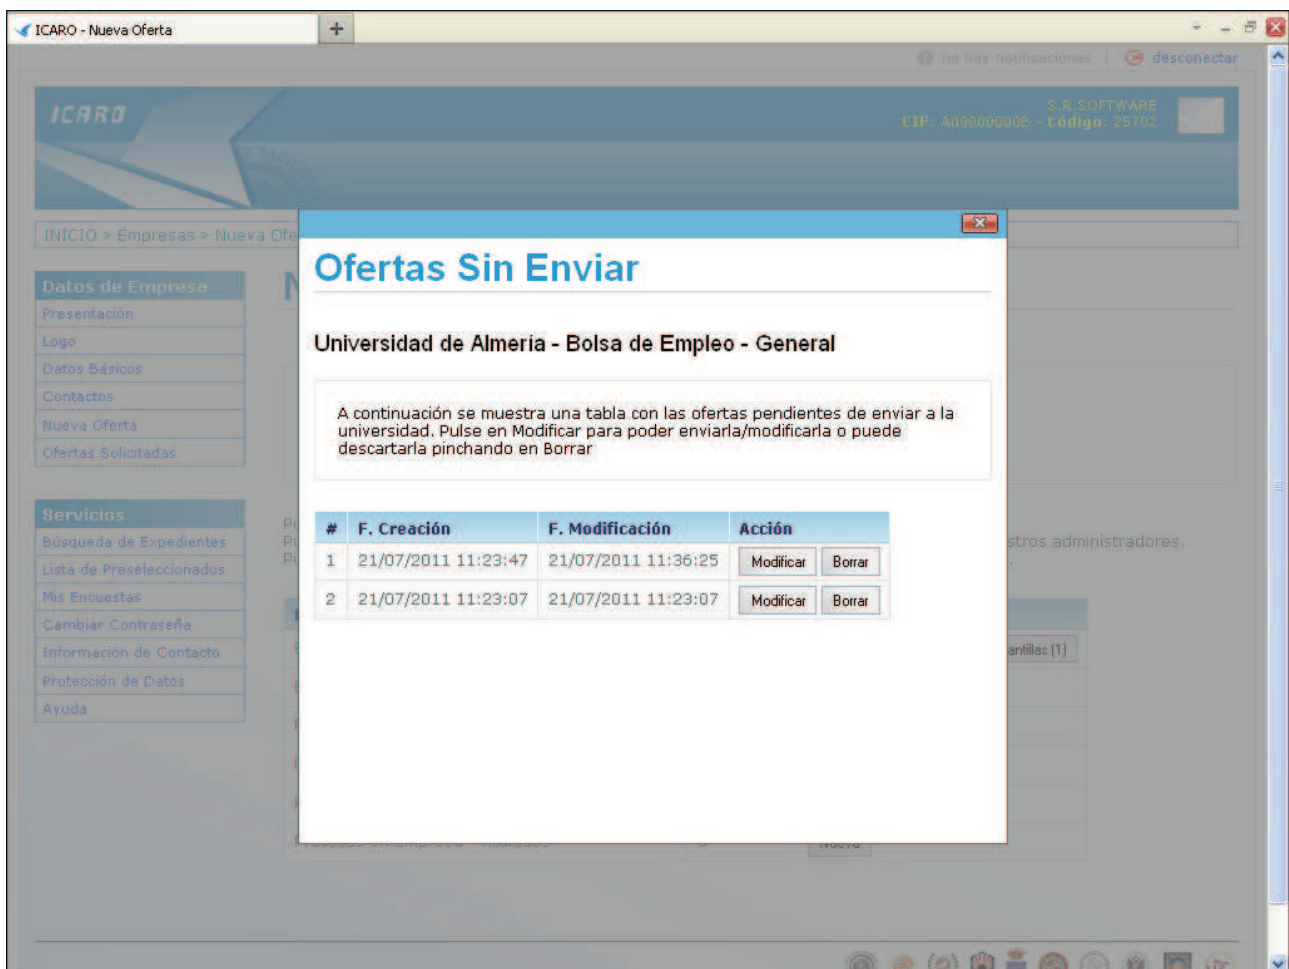 ICARO - Nueva Oferta
no hay notificaciones | desconectar
ICARO
S.R.SOFTWARE
CIF: A09000000B - Código: 25702
INICIO > Empresas > Nueva Ofe
Datos de Empresa
Presentación
Logo
Datos Básicos
Contactos
Nueva Oferta
Ofertas Solicitadas
Servicios
Búsqueda de Expedientes
Lista de Preseleccionados
Mis Encuestas
Cambiar Contraseña
Información de Contacto
Protección de Datos
Ayuda
Ofertas Sin Enviar
Universidad de Almeria - Bolsa de Empleo - General
A continuación se muestra una tabla con las ofertas pendientes de enviar a la
universidad. Pulse en Modificar para poder enviarla/modificarla o puede
descartarla pinchando en Borrar
# F. Creación F. Modificación Acción
1 21/07/2011 11:23:47 21/07/2011 11:36:25 Modificar Borrar
2 21/07/2011 11:23:07 21/07/2011 11:23:07 Modificar Borrar
stros administradores.
antillas (1)